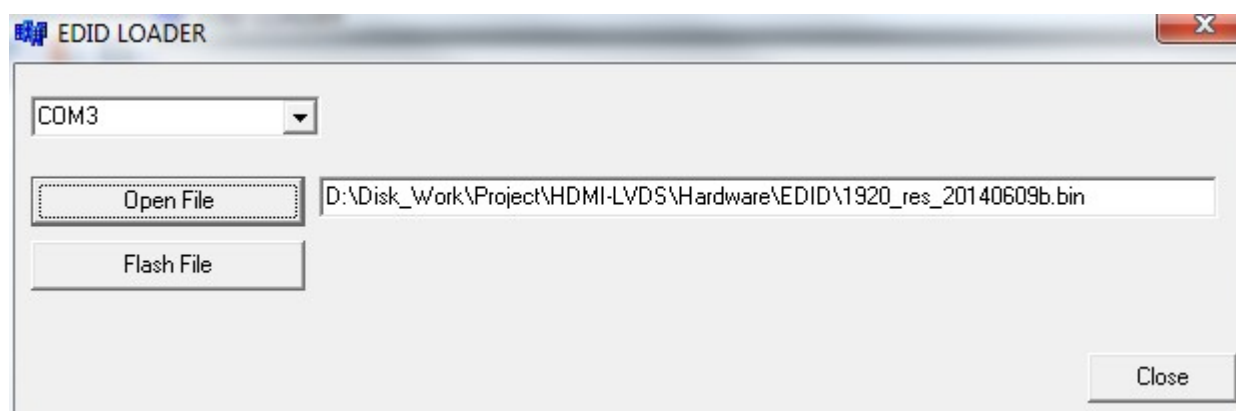 EDID LOADER
COM3
Open File
D:\Disk_Work\Project\HDMI-LVDS\Hardware\EDID\1920_res_20140609b.bin
Flash File
Close